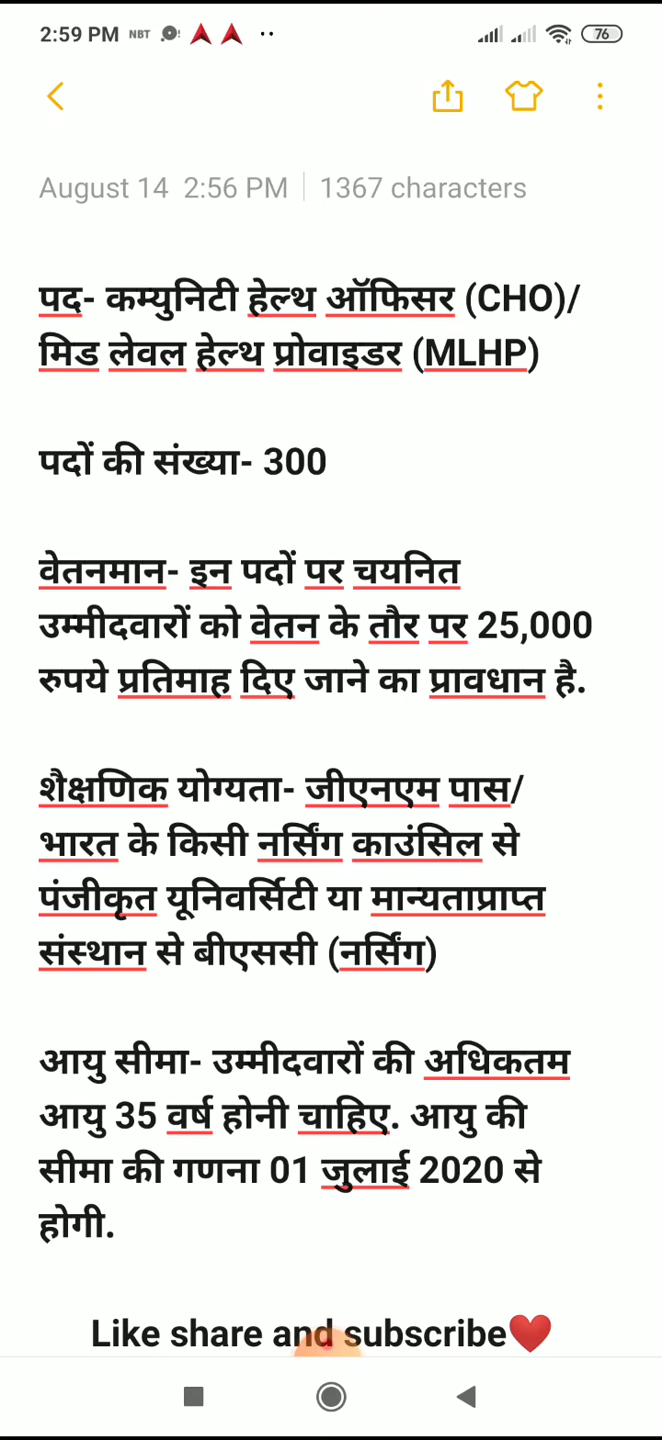 2:59 PM NBT
76
August 14 2:56 PM | 1367 characters
पद- कम्युनिटी हेल्थ ऑफिसर (CHO)/
मिड लेवल हेल्थ प्रोवाइडर (MLHP)
पदों की संख्या- 300
वेतनमान- इन पदों पर चयनित
उम्मीदवारों को वेतन के तौर पर 25,000
रुपये प्रतिमाह दिए जाने का प्रावधान है.
शैक्षणिक योग्यता- जीएनएम पास/
भारत के किसी नर्सिंग काउंसिल से
पंजीकृत यूनिवर्सिटी या मान्यताप्राप्त
संस्थान से बीएससी (नर्सिंग)
आयु सीमा- उम्मीदवारों की अधिकतम
आयु 35 वर्ष होनी चाहिए. आयु की
सीमा की गणना 01 जुलाई 2020 से
होगी.
Like share and subscribe❤️